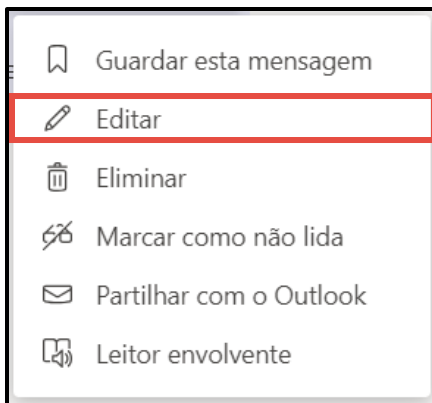 Guardar esta mensagem
Editar
Eliminar
Marcar como não lida
Partilhar com o Outlook
Leitor envolvente